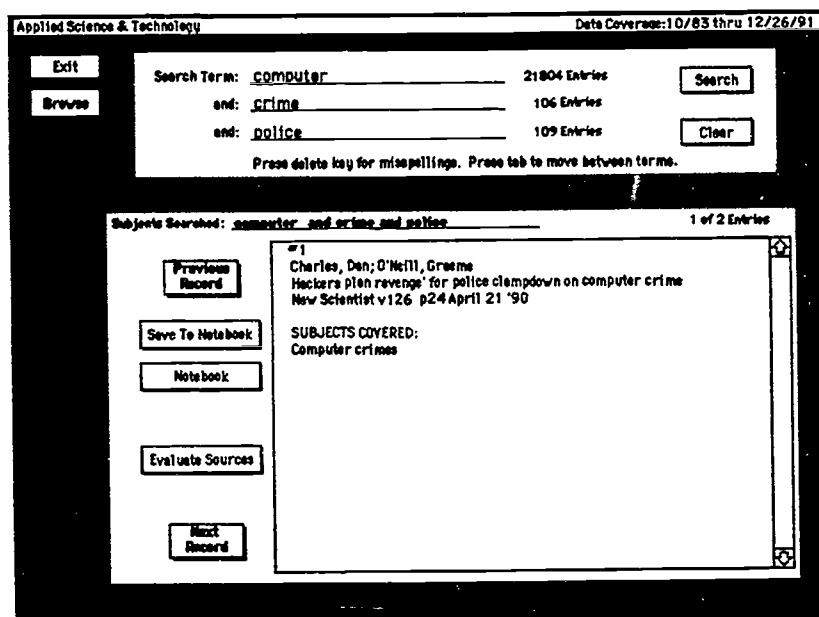 Applied Science & Technology
Date Coverage:10/83 thru 12/26/91
Exit
Browse
Search Term: computer 21804 Entries
and: crime 106 Entries
and: police 109 Entries
Search
Clear
Press delete key for misspellings. Press tab to move between terms.
Subjects Searched: computer and crime and police
1 of 2 Entries
Previous
Record
Save To Notebook
Notebook
Evaluate Sources
Next
Record
#1
Charles, Dan; O'Neill, Graeme
Hackers plan revenge' for police clampdown on computer crime
New Scientist v126 p24 April 21 '90
SUBJECTS COVERED:
Computer crimes